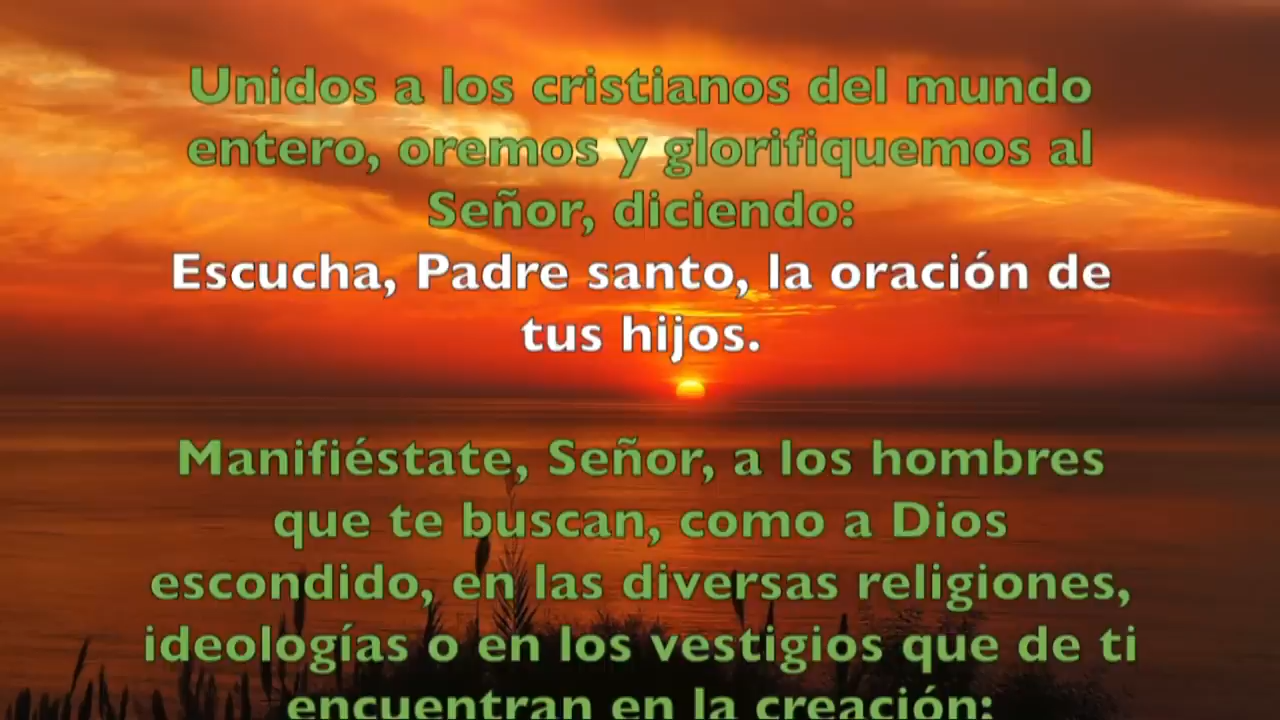 Unidos a los cristianos del mundo
entero, oremos y glorifiquemos al
Señor, diciendo:
Escucha, Padre santo, la oración de
tus hijos.
Manifiéstate, Señor, a los hombres
que te buscan, como a Dios
escondido, en las diversas religiones,
ideologías o en los vestigios que de ti
encuentran en la creación;